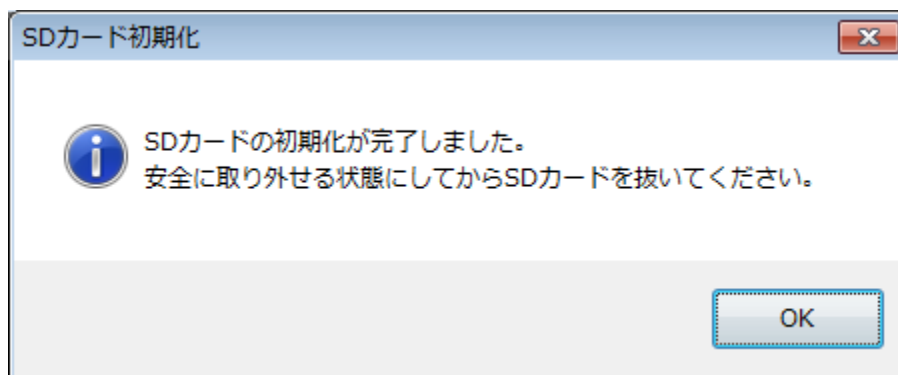 SDカード初期化
SDカードの初期化が完了しました。
安全に取り外せる状態にしてからSDカードを抜いてください。
OK